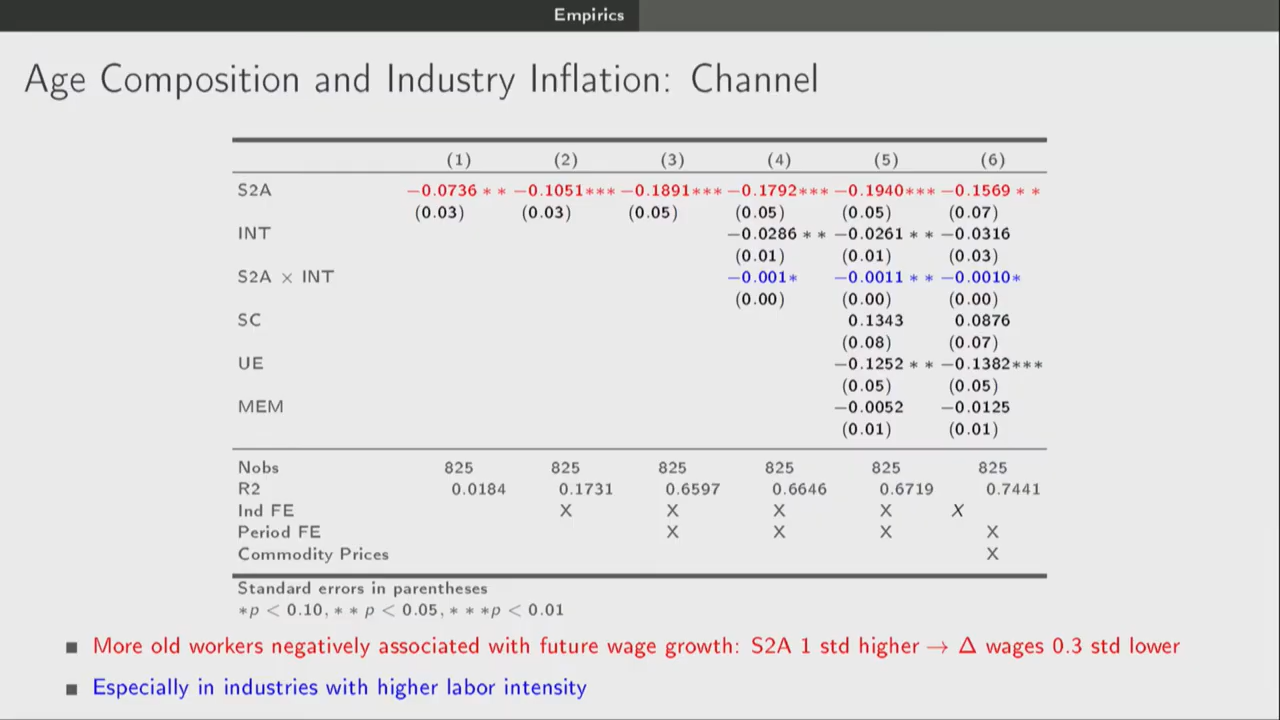 Empirics
Age Composition and Industry Inflation: Channel
(1) (2) (3) (4) (5) (6)
S2A −0.0736 ** −0.1051*** −0.1891*** −0.1792*** −0.1940*** −0.1569 **
(0.03) (0.03) (0.05) (0.05) (0.05) (0.07)
INT −0.0286 ** −0.0261 ** −0.0316
(0.01) (0.01) (0.03)
S2A × INT −0.001* −0.0011 ** −0.0010*
(0.00) (0.00) (0.00)
SC 0.1343 0.0876
(0.08) (0.07)
UE −0.1252 ** −0.1382***
(0.05) (0.05)
MEM −0.0052 −0.0125
(0.01) (0.01)
Nobs 825 825 825 825 825 825
R2 0.0184 0.1731 0.6597 0.6646 0.6719 0.7441
Ind FE X X X X X
Period FE X X X X
Commodity Prices X
Standard errors in parentheses
*p < 0.10, ** p < 0.05, ***p < 0.01
■ More old workers negatively associated with future wage growth: S2A 1 std higher → Δ wages 0.3 std lower
■ Especially in industries with higher labor intensity